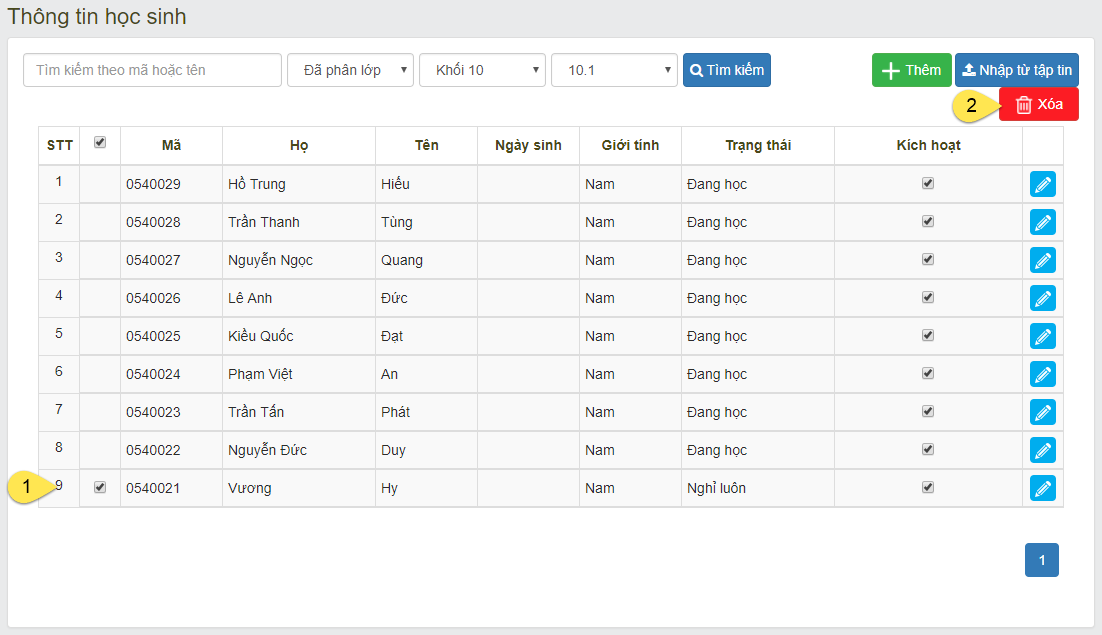 Thông tin học sinh
Tìm kiếm theo mã hoặc tên Đã phân lớp Khối 10 10.1 Tìm kiếm Thêm Nhập từ tập tin
2 Xóa
STT Mã Họ Tên Ngày sinh Giới tính Trạng thái Kích hoạt
1 0540029 Hồ Trung Hiếu Nam Đang học
2 0540028 Trần Thanh Tùng Nam Đang học
3 0540027 Nguyễn Ngọc Quang Nam Đang học
4 0540026 Lê Anh Đức Nam Đang học
5 0540025 Kiều Quốc Đạt Nam Đang học
6 0540024 Phạm Việt An Nam Đang học
7 0540023 Trần Tấn Phát Nam Đang học
8 0540022 Nguyễn Đức Duy Nam Đang học
1 9 0540021 Vương Hy Nam Nghỉ luôn
1